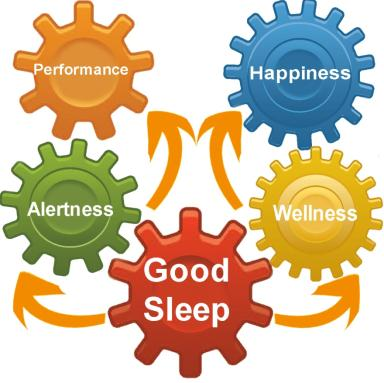 Performance
Happiness
Alertness
Wellness
Good
Sleep